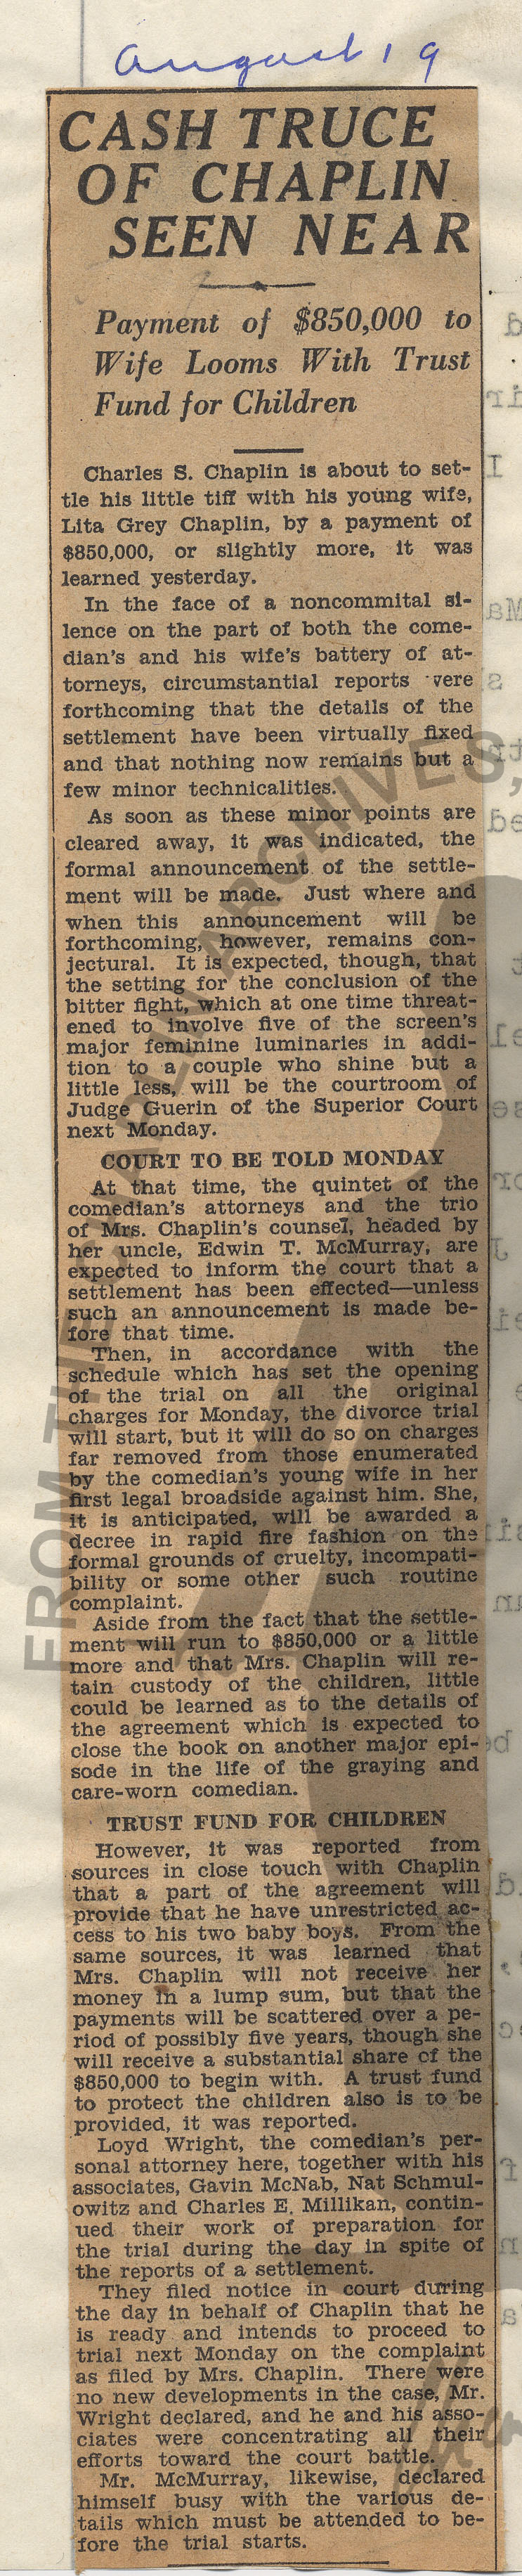 August 19
CASH TRUCE
OF CHAPLIN
SEEN NEAR
Payment of $850,000 to
Wife Looms With Trust
Fund for Children
Charles S. Chaplin is about to set-
tle his little tiff with his young wife,
Lita Grey Chaplin, by a payment of
$850,000, or slightly more, it was
learned yesterday.
In the face of a noncommital si-
lence on the part of both the come-
dian's and his wife's battery of at-
torneys, circumstantial reports were
forthcoming that the details of the
settlement have been virtually fixed
and that nothing now remains but a
few minor technicalities.
As soon as these minor points are
cleared away, it was indicated, the
formal announcement of the settle-
ment will be made. Just where and
when this announcement will be
forthcoming, however, remains con-
jectural. It is expected, though, that
the setting for the conclusion of the
bitter fight, which at one time threat-
ened to involve five of the screen's
major feminine luminaries in addi-
tion to a couple who shine but a
little less, will be the courtroom of
Judge Guerin of the Superior Court
next Monday.
COURT TO BE TOLD MONDAY
At that time, the quintet of the
comedian's attorneys and the trio
of Mrs. Chaplin's counsel, headed by
her uncle, Edwin T. McMurray, are
expected to inform the court that a
settlement has been effected—unless
such an announcement is made be-
fore that time.
Then, in accordance with the
schedule which has set the opening
of the trial on all the original
charges for Monday, the divorce trial
will start, but it will do so on charges
far removed from those enumerated
by the comedian's young wife in her
first legal broadside against him. She,
it is anticipated, will be awarded a
decree in rapid fire fashion on the
formal grounds of cruelty, incompati-
bility or some other such routine
complaint.
Aside from the fact that the settle-
ment will run to $850,000 or a little
more and that Mrs. Chaplin will re-
tain custody of the children, little
could be learned as to the details of
the agreement which is expected to
close the book on another major epi-
sode in the life of the graying and
care-worn comedian.
TRUST FUND FOR CHILDREN
However, it was reported from
sources in close touch with Chaplin
that a part of the agreement will
provide that he have unrestricted ac-
cess to his two baby boys. From the
same sources, it was learned that
Mrs. Chaplin will not receive her
money in a lump sum, but that the
payments will be scattered over a pe-
riod of possibly five years, though she
will receive a substantial share of the
$850,000 to begin with. A trust fund
to protect the children also is to be
provided, it was reported.
Loyd Wright, the comedian's per-
sonal attorney here, together with his
associates, Gavin McNab, Nat Schmul-
owitz and Charles E. Millikan, contin-
ued their work of preparation for
the trial during the day in spite of
the reports of a settlement.
They filed notice in court during
the day in behalf of Chaplin that he
is ready and intends to proceed to
trial next Monday on the complaint
as filed by Mrs. Chaplin. There were
no new developments in the case, Mr.
Wright declared, and he and his asso-
ciates were concentrating all their
efforts toward the court battle.
Mr. McMurray, likewise, declared
himself busy with the various de-
tails which must be attended to be-
fore the trial starts.
FROM THE ARCHIVES,